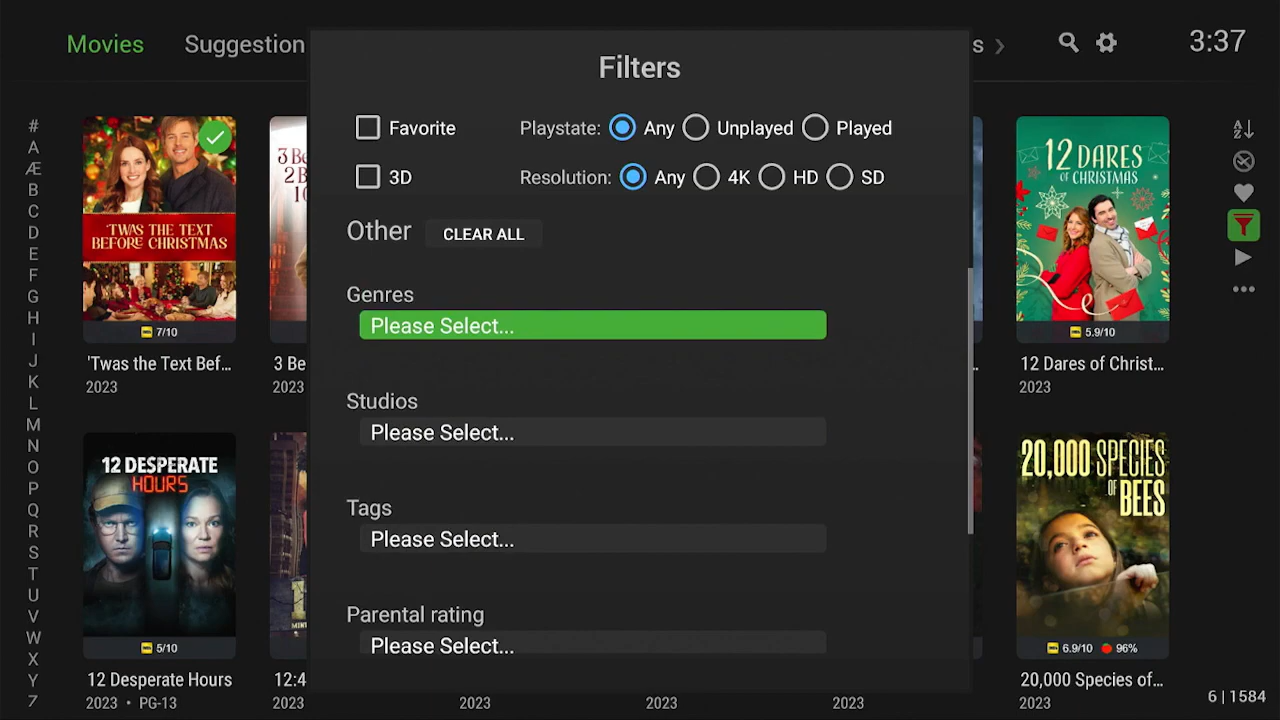 Movies
Suggestion
s
3:37
Filters
Favorite
Playstate: Any Unplayed Played
3D
Resolution: Any 4K HD SD
Other
CLEAR ALL
Genres
Please Select...
Studios
Please Select...
Tags
Please Select...
Parental rating
Please Select...
#
A
Æ
B
C
D
E
F
G
H
I
J
K
L
M
N
O
P
Q
R
S
T
U
V
W
X
Y
Z
'TWAS THE TEXT
BEFORE CHRISTMAS
7/10
'Twas the Text Bef...
2023
3 Be
2 B
10
3 Be
2023
12 DARES
OF CHRISTMAS
5.9/10
12 Dares of Christ...
2023
12 DESPERATE
HOURS
5/10
12 Desperate Hours
2023 • PG-13
12:4
2023
2023
2023
2023
20,000 SPECIES
OF
BEES
6.9/10 96%
20,000 Species of...
2023
6 | 1584